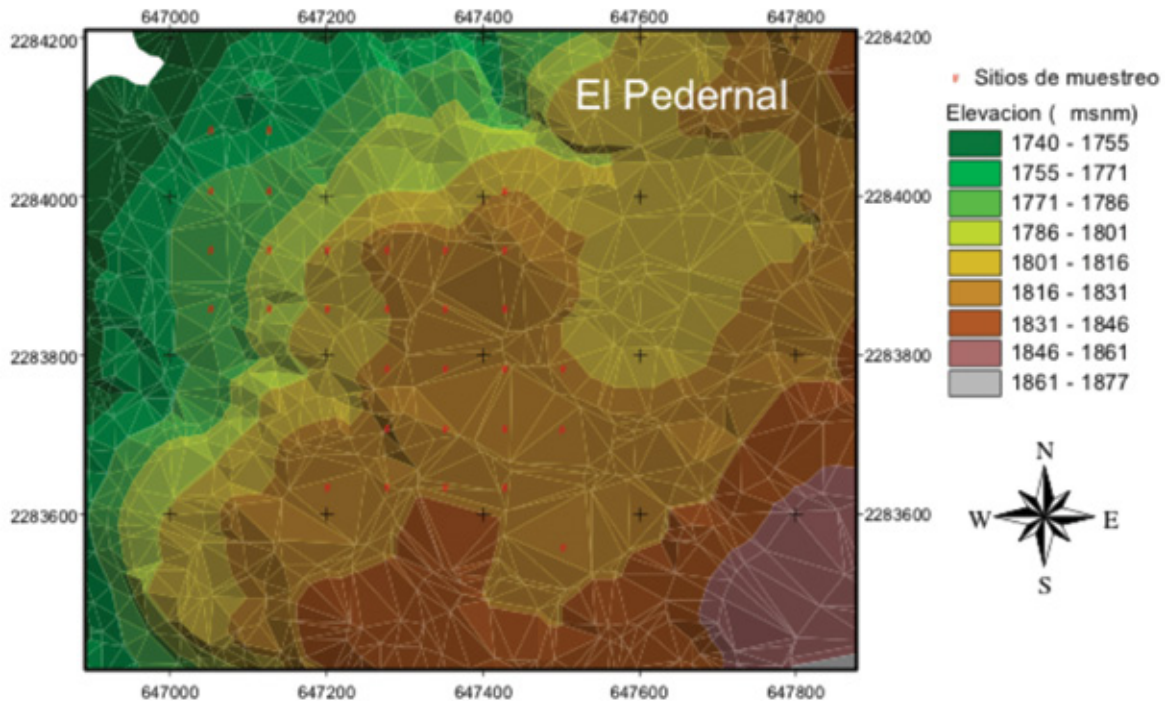 647000 647200 647400 647600 647800
2284200 2284200
El Pedernal
Sitios de muestreo
Elevacion ( msnm)
1740 - 1755
1755 - 1771
1771 - 1786
1786 - 1801
1801 - 1816
1816 - 1831
1831 - 1846
1846 - 1861
1861 - 1877
2284000 2284000
2283800 2283800
2283600 2283600
N
W E
S
647000 647200 647400 647600 647800